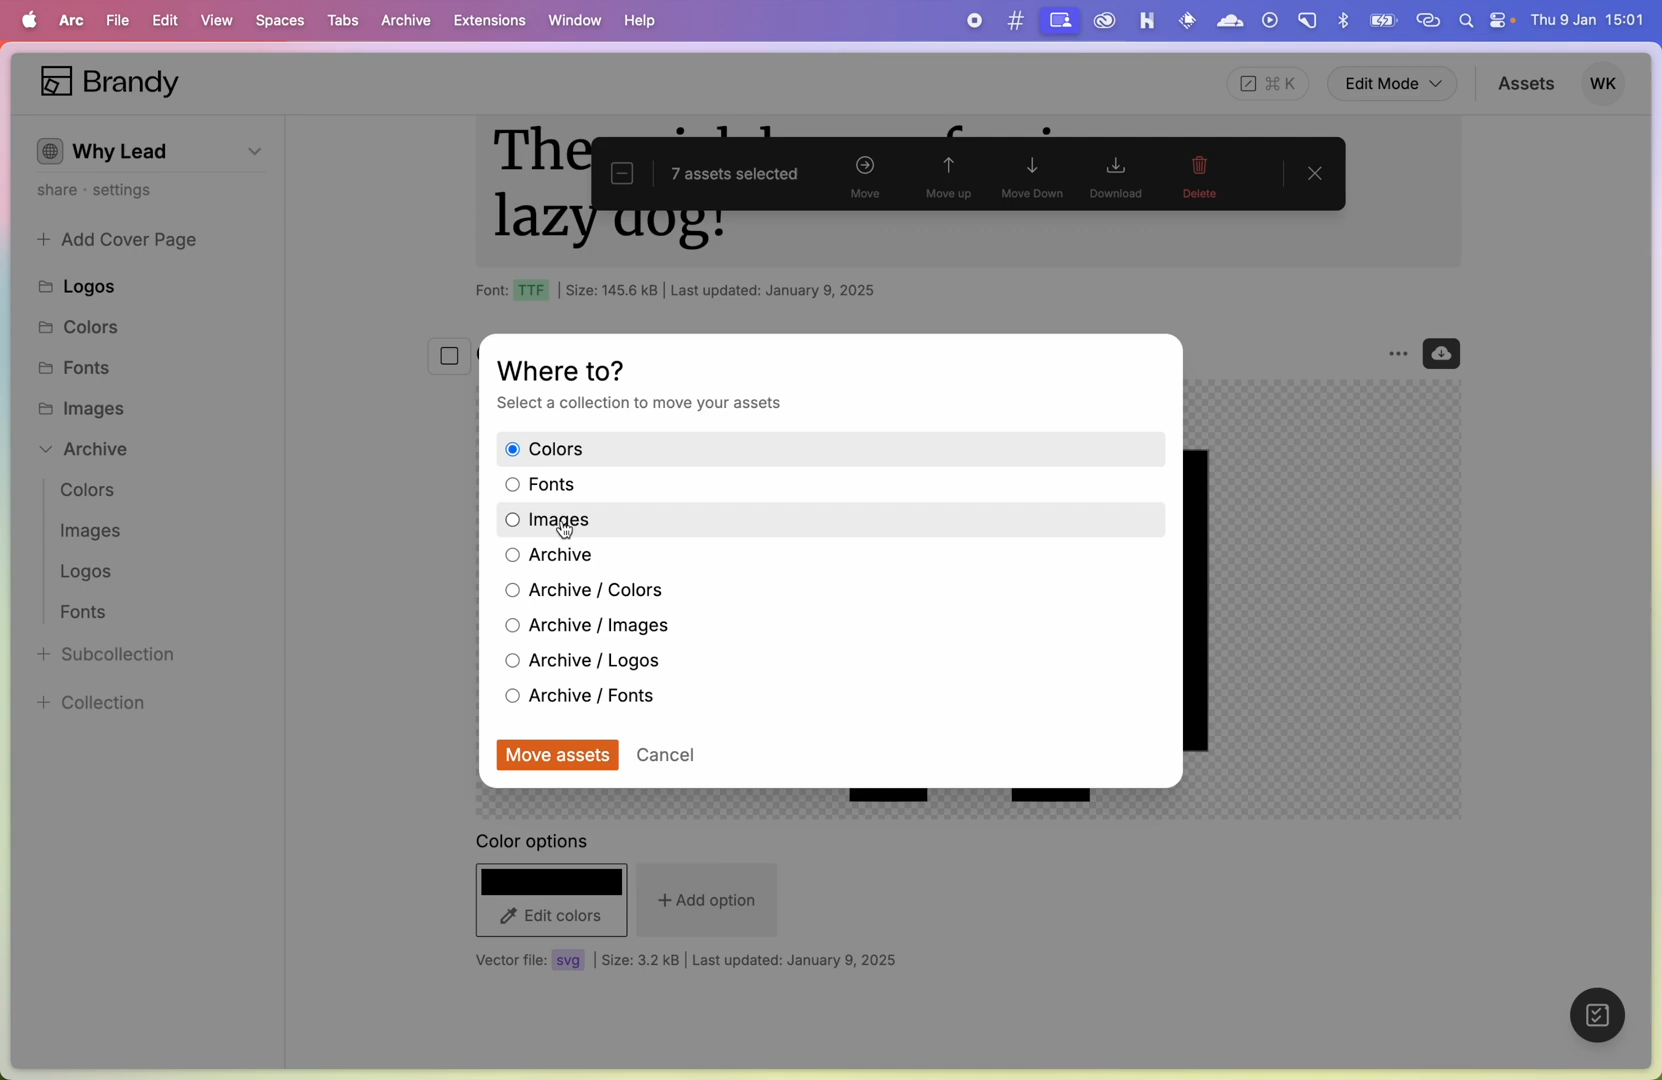 Arc File Edit View Spaces Tabs Archive Extensions Window Help Thu 9 Jan 15:01
Brandy
⌘ K
Edit Mode
Assets
WK
Why Lead
share · settings
+ Add Cover Page
Logos
Colors
Fonts
Images
Archive
Colors
Images
Logos
Fonts
+ Subcollection
+ Collection
The
lazy dog!
7 assets selected
Move
Move up
Move Down
Download
Delete
Font: TTF | Size: 145.6 kB | Last updated: January 9, 2025
Where to?
Select a collection to move your assets
Colors
Fonts
Images
Archive
Archive / Colors
Archive / Images
Archive / Logos
Archive / Fonts
Move assets Cancel
Color options
Edit colors
+ Add option
Vector file: svg | Size: 3.2 kB | Last updated: January 9, 2025